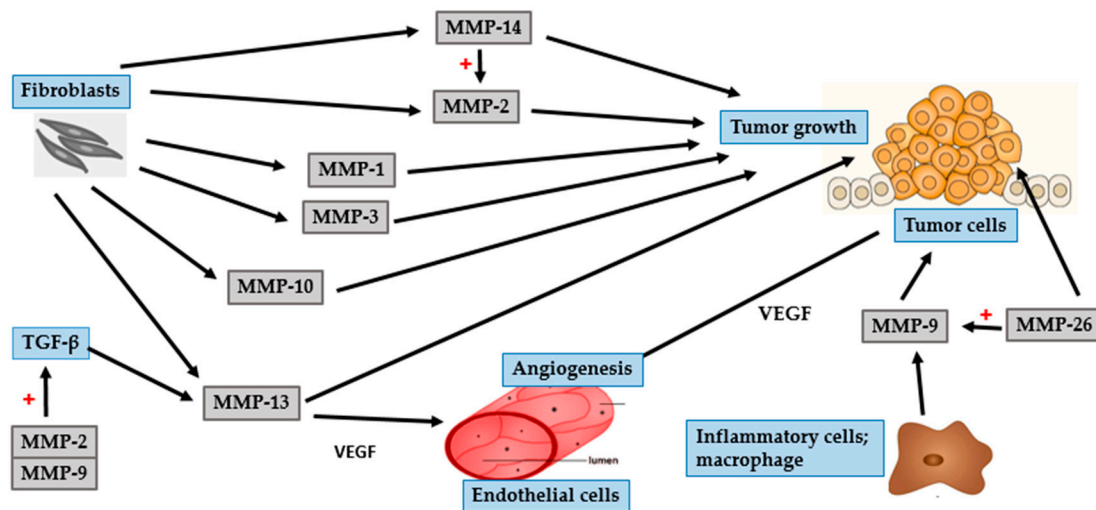 MMP-14
+
Fibroblasts
MMP-2
Tumor growth
MMP-1
MMP-3
Tumor cells
MMP-10
VEGF
MMP-9
+
MMP-26
TGF-β
Angiogenesis
+
MMP-13
VEGF
MMP-2
MMP-9
lumen
Inflammatory cells;
macrophage
Endothelial cells